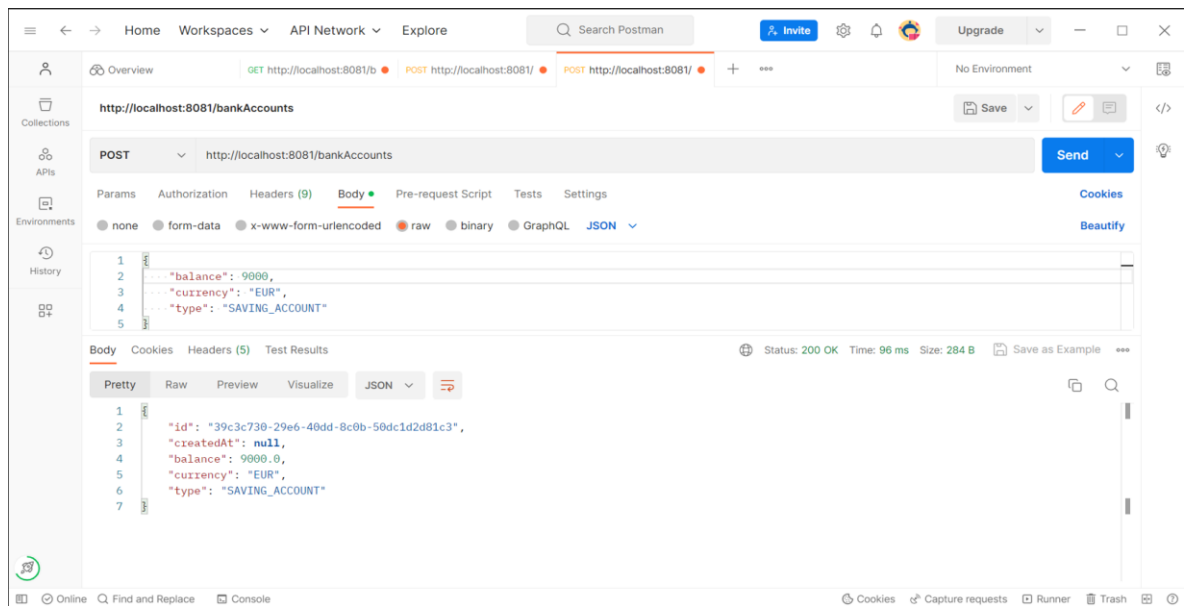 Home Workspaces API Network Explore Search Postman Invite Upgrade
Overview GET http://localhost:8081/b POST http://localhost:8081/ POST http://localhost:8081/ + No Environment
http://localhost:8081/bankAccounts Save
Collections
POST http://localhost:8081/bankAccounts Send
APIs
Params Authorization Headers (9) Body Pre-request Script Tests Settings Cookies
Environments
none form-data x-www-form-urlencoded raw binary GraphQL JSON Beautify
History
1 {
2 "balance": 9000,
3 "currency": "EUR",
4 "type": "SAVING_ACCOUNT"
5 }
Body Cookies Headers (5) Test Results Status: 200 OK Time: 96 ms Size: 284 B Save as Example
Pretty Raw Preview Visualize JSON
1 {
2 "id": "39c3c730-29e6-40dd-8c0b-50dc1d2d81c3",
3 "createdAt": null,
4 "balance": 9000.0,
5 "currency": "EUR",
6 "type": "SAVING_ACCOUNT"
7 }
Online Find and Replace Console Cookies Capture requests Runner Trash